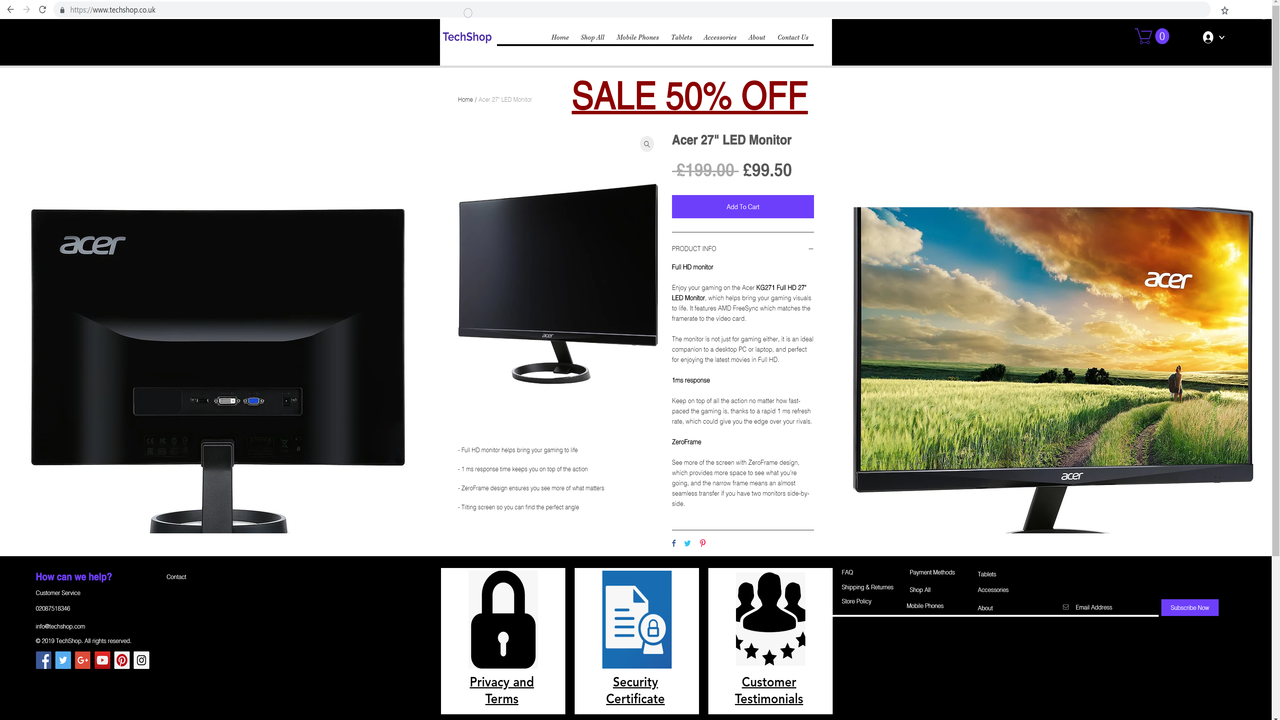 https://www.techshop.co.uk
TechShop
Home Shop All Mobile Phones Tablets Accessories About Contact Us
0
Home / Acer 27" LED Monitor
SALE 50% OFF
Acer 27" LED Monitor
£199.00 £99.50
Add To Cart
PRODUCT INFO
Full HD monitor
Enjoy your gaming on the Acer KG271 Full HD 27"
LED Monitor, which helps bring your gaming visuals
to life. It features AMD FreeSync which matches the
framerate to the video card.
The monitor is not just for gaming either, it is an ideal
companion to a desktop PC or laptop, and perfect
for enjoying the latest movies in Full HD.
1ms response
Keep on top of all the action no matter how fast-
paced the gaming is, thanks to a rapid 1 ms refresh
rate, which could give you the edge over your rivals.
ZeroFrame
See more of the screen with ZeroFrame design,
which provides more space to see what you're
going, and the narrow frame means an almost
seamless transfer if you have two monitors side-by-
side.
acer
acer
acer
acer
- Full HD monitor helps bring your gaming to life
- 1 ms response time keeps you on top of the action
- ZeroFrame design ensures you see more of what matters
- Tilting screen so you can find the perfect angle
How can we help?
Contact
Customer Service
02087518346
info@techshop.com
© 2019 TechShop. All rights reserved.
Privacy and
Terms
Security
Certificate
Customer
Testimonials
FAQ
Shipping & Returnes
Store Policy
Payment Methods
Shop All
Mobile Phones
Tablets
Accessories
About
Email Address
Subscribe Now